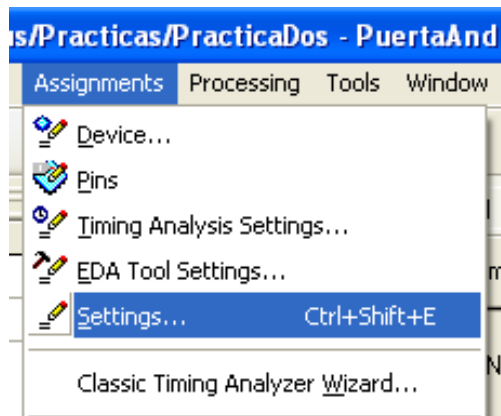 s/Practicas/PracticaDos - PuertaAnd
Assignments Processing Tools Window
Device...
Pins
Timing Analysis Settings...
EDA Tool Settings...
Settings... Ctrl+Shift+E
Classic Timing Analyzer Wizard...